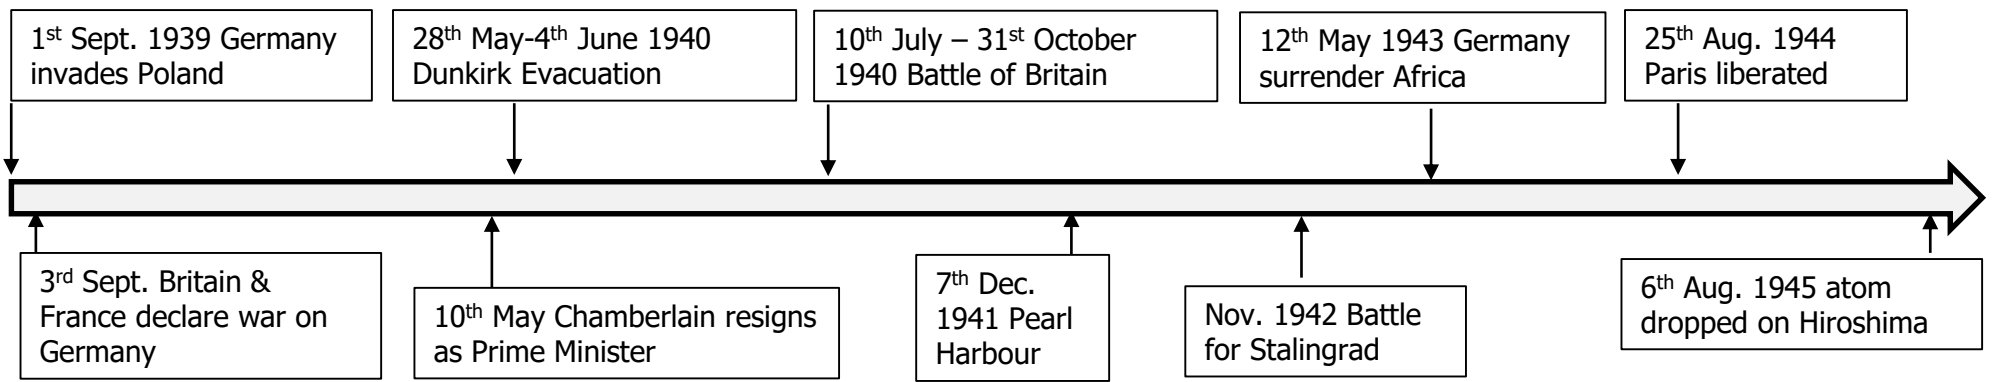 1st Sept. 1939 Germany
invades Poland
28th May-4th June 1940
Dunkirk Evacuation
10th July – 31st October
1940 Battle of Britain
12th May 1943 Germany
surrender Africa
25th Aug. 1944
Paris liberated
3rd Sept. Britain &
France declare war on
Germany
10th May Chamberlain resigns
as Prime Minister
7th Dec.
1941 Pearl
Harbour
Nov. 1942 Battle
for Stalingrad
6th Aug. 1945 atom
dropped on Hiroshima